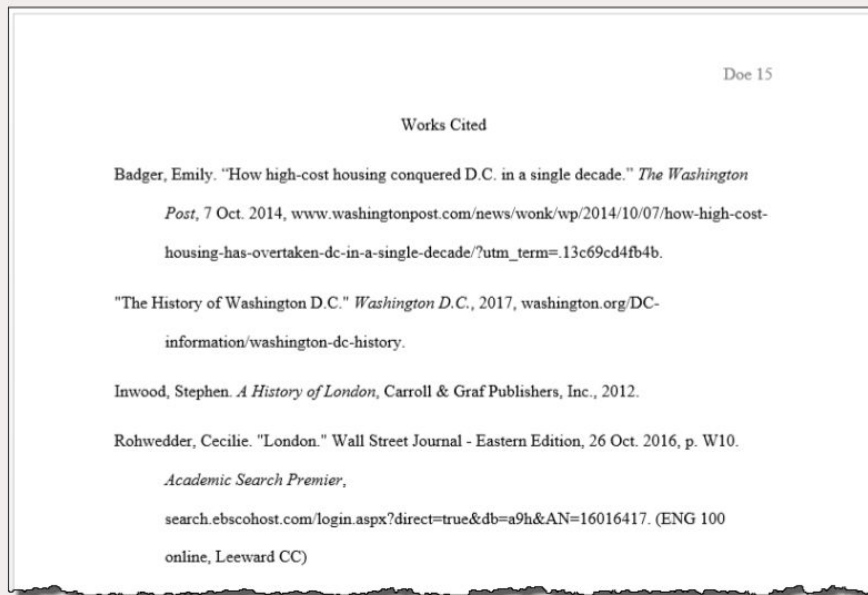 Doe 15
Works Cited
Badger, Emily. “How high-cost housing conquered D.C. in a single decade.” The Washington
Post, 7 Oct. 2014, www.washingtonpost.com/news/wonk/wp/2014/10/07/how-high-cost-
housing-has-overtaken-dc-in-a-single-decade/?utm_term=.13c69cd4fb4b.
"The History of Washington D.C." Washington D.C., 2017, washington.org/DC-
information/washington-dc-history.
Inwood, Stephen. A History of London, Carroll & Graf Publishers, Inc., 2012.
Rohwedder, Cecilie. "London." Wall Street Journal - Eastern Edition, 26 Oct. 2016, p. W10.
Academic Search Premier,
search.ebscohost.com/login.aspx?direct=true&db=a9h&AN=16016417. (ENG 100
online, Leeward CC)